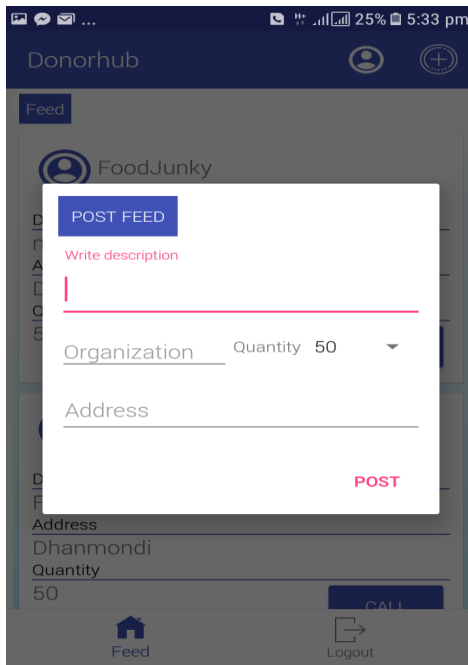 ... 25% 5:33 pm
Donorhub
Feed
FoodJunky
POST FEED
Write description
Organization Quantity 50
Address
POST
Address
Dhanmondi
Quantity
50
CALL
Feed Logout